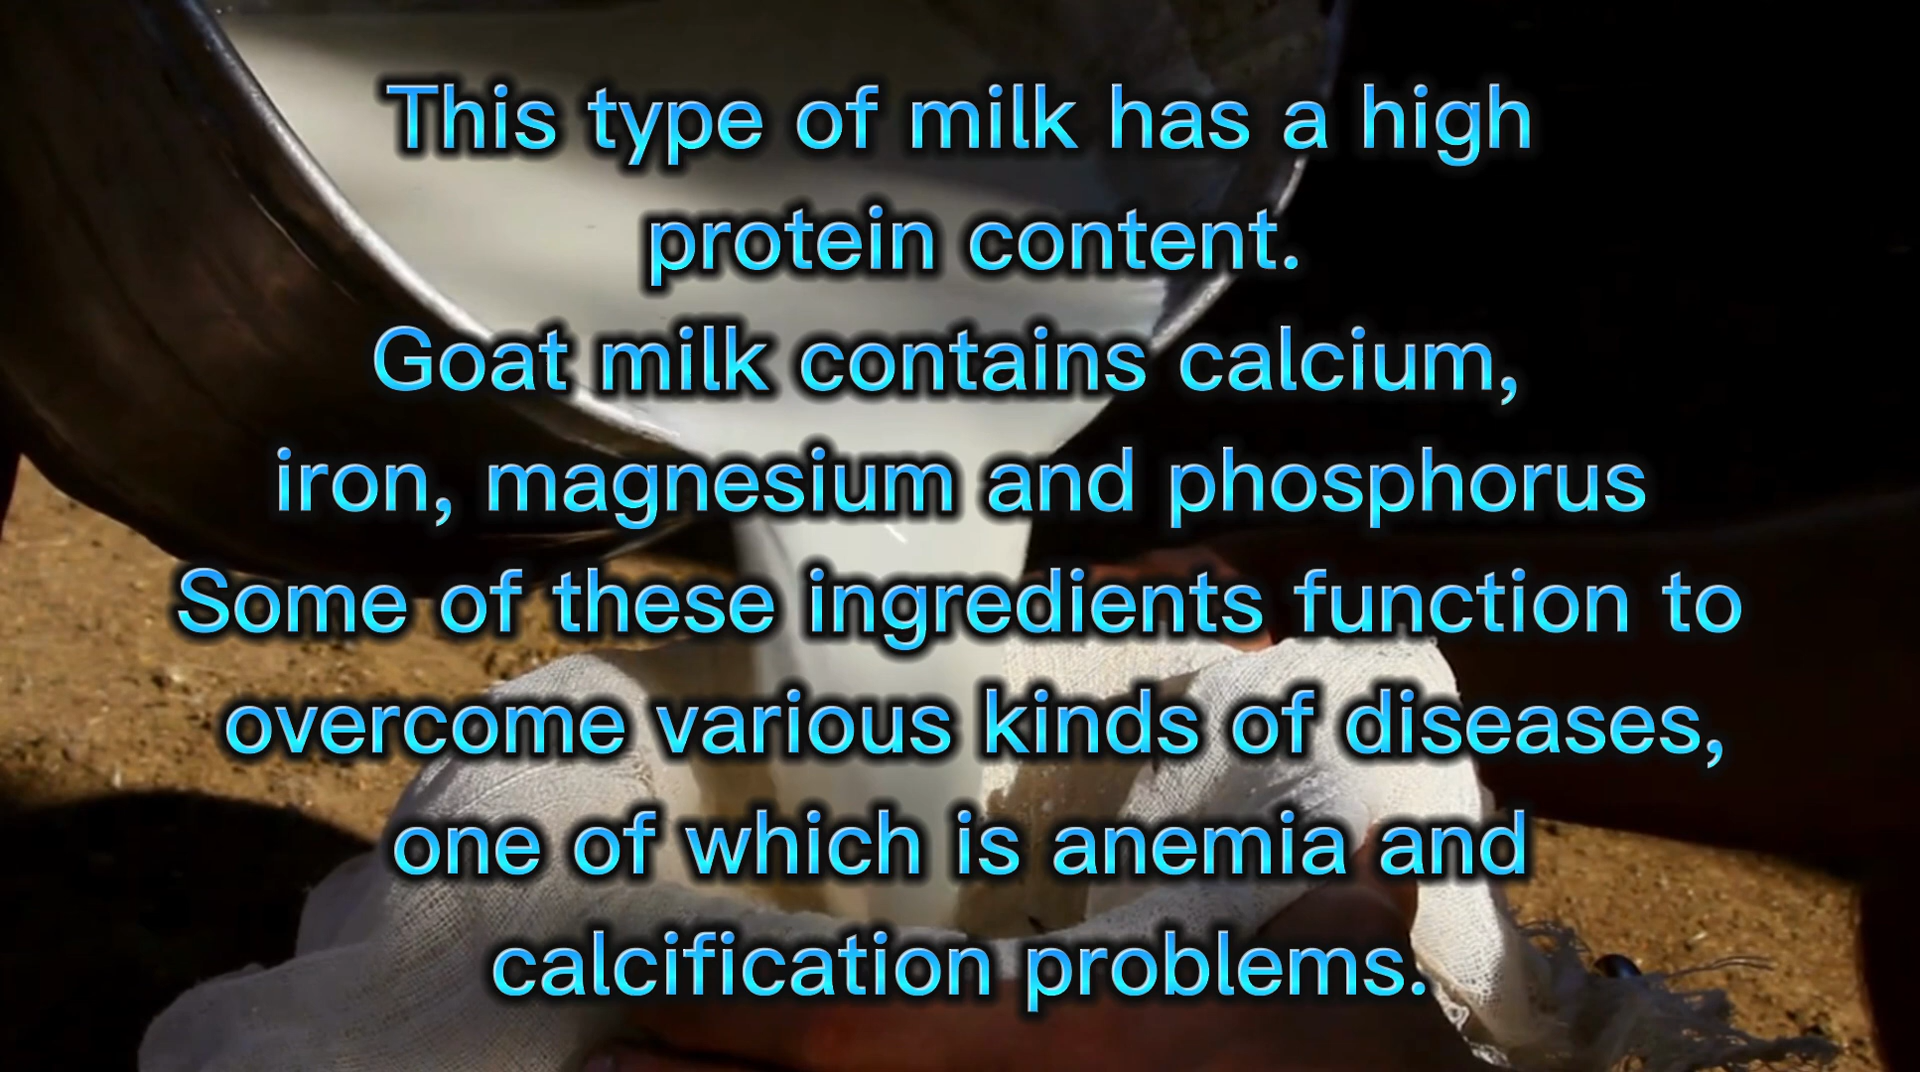 This type of milk has a high
protein content.
Goat milk contains calcium,
iron, magnesium and phosphorus
Some of these ingredients function to
overcome various kinds of diseases,
one of which is anemia and
calcification problems.